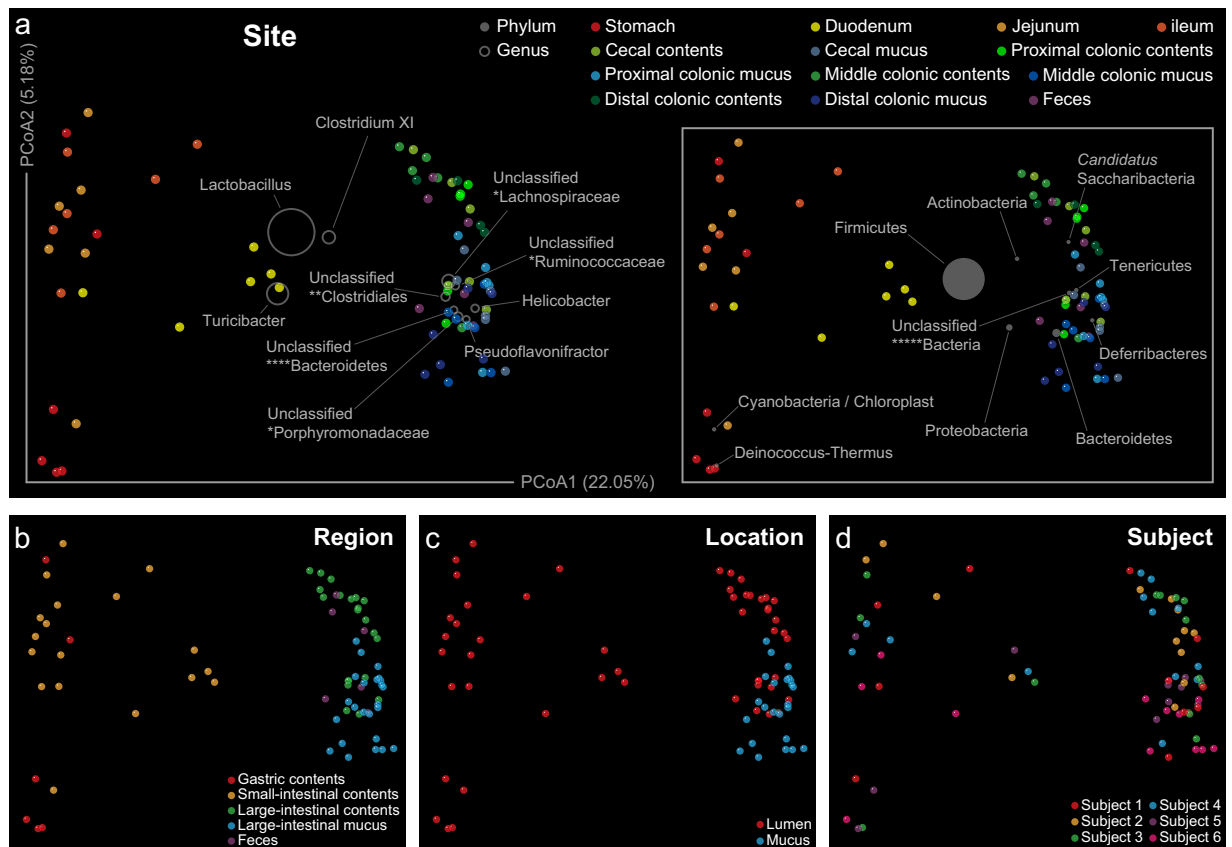 a
Site
Phylum
Genus
Stomach
Duodenum
Jejunum
ileum
Cecal contents
Cecal mucus
Proximal colonic contents
Proximal colonic mucus
Middle colonic contents
Middle colonic mucus
Distal colonic contents
Distal colonic mucus
Feces
PCoA2 (5.18%)
Clostridium XI
Lactobacillus
Unclassified
*Lachnospiraceae
Unclassified
*Ruminococcaceae
Unclassified
**Clostridiales
Helicobacter
Turicibacter
Unclassified
****Bacteroidetes
Pseudoflavonifractor
Unclassified
*Porphyromonadaceae
PCoA1 (22.05%)
Candidatus
Saccharibacteria
Actinobacteria
Firmicutes
Tenericutes
Unclassified
*****Bacteria
Deferribacteres
Cyanobacteria / Chloroplast
Proteobacteria
Bacteroidetes
Deinococcus-Thermus
b
Region
Gastric contents
Small-intestinal contents
Large-intestinal contents
Large-intestinal mucus
Feces
c
Location
Lumen
Mucus
d
Subject
Subject 1
Subject 4
Subject 2
Subject 5
Subject 3
Subject 6